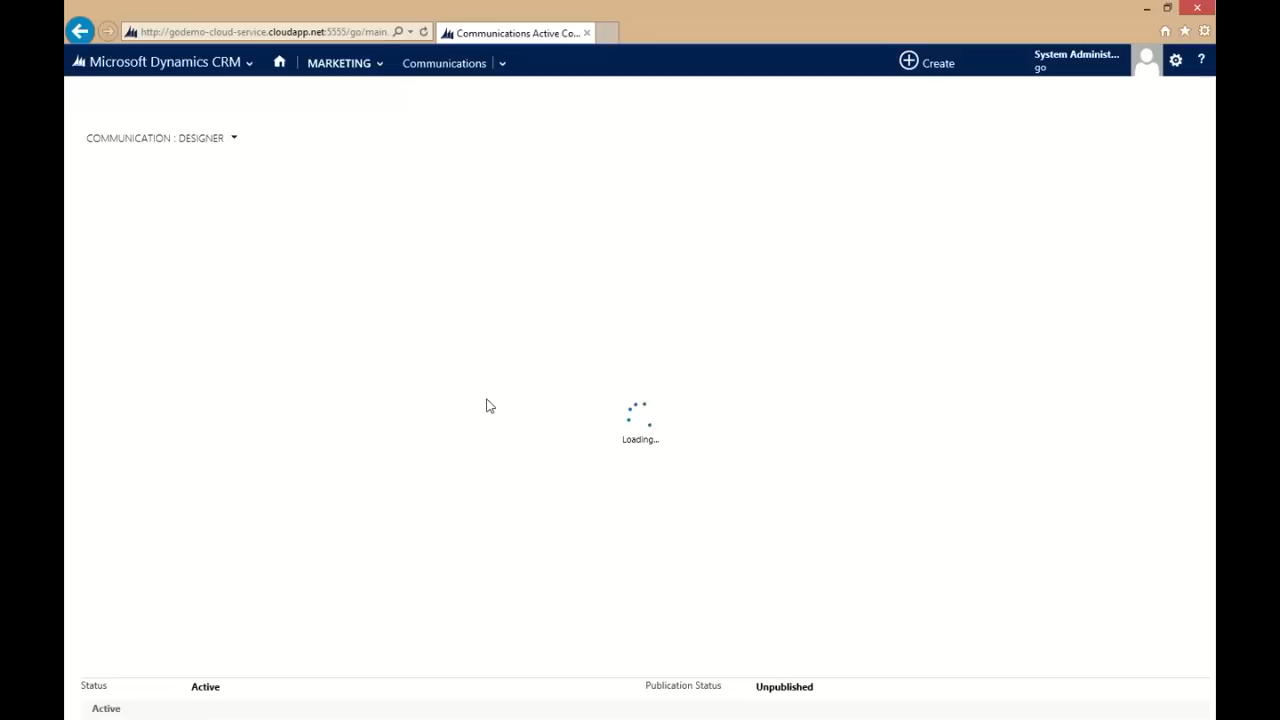 http://godemo-cloud-service.cloudapp.net:5555/go/main.
Communications Active Co...
Microsoft Dynamics CRM
MARKETING
Communications
Create
System Administ...
go
?
COMMUNICATION : DESIGNER
Loading...
Status
Active
Publication Status
Unpublished
Active